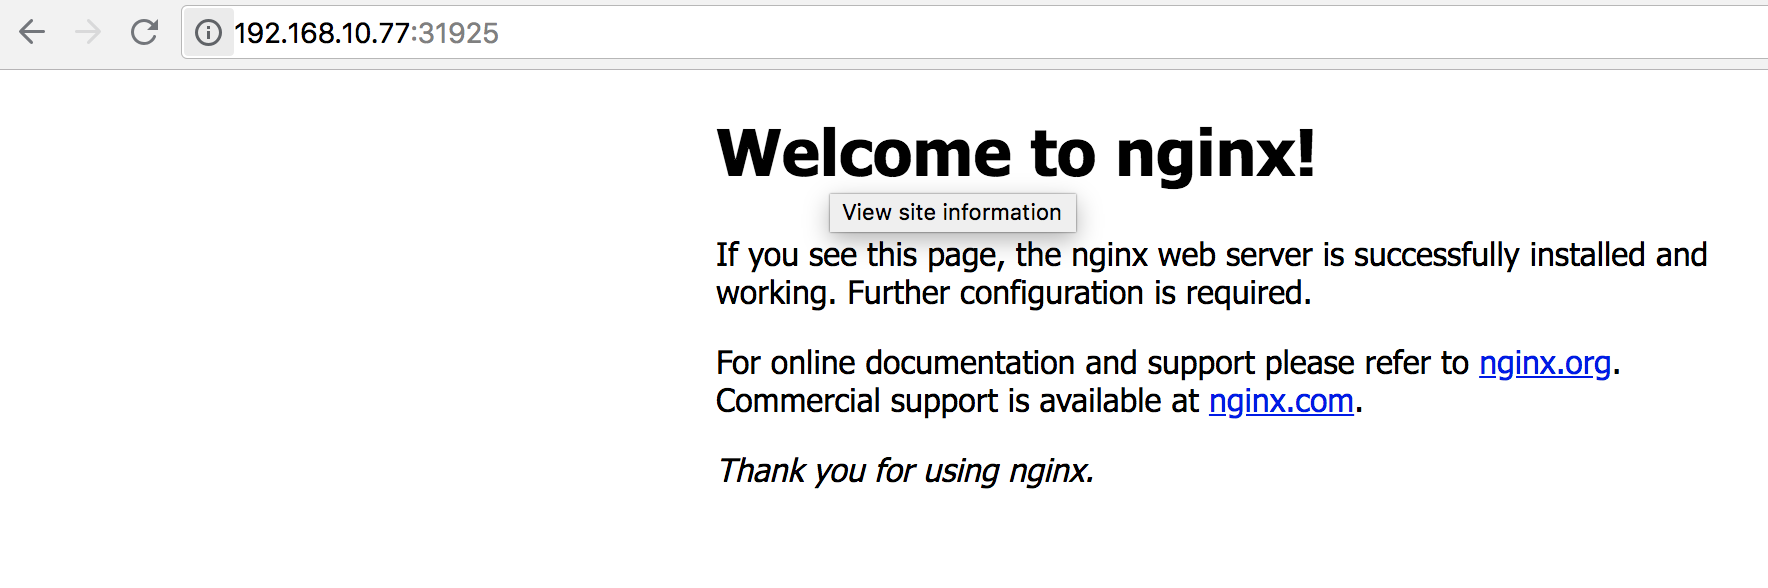 192.168.10.77:31925
Welcome to nginx!
View site information
If you see this page, the nginx web server is successfully installed and
working. Further configuration is required.
For online documentation and support please refer to nginx.org.
Commercial support is available at nginx.com.
Thank you for using nginx.